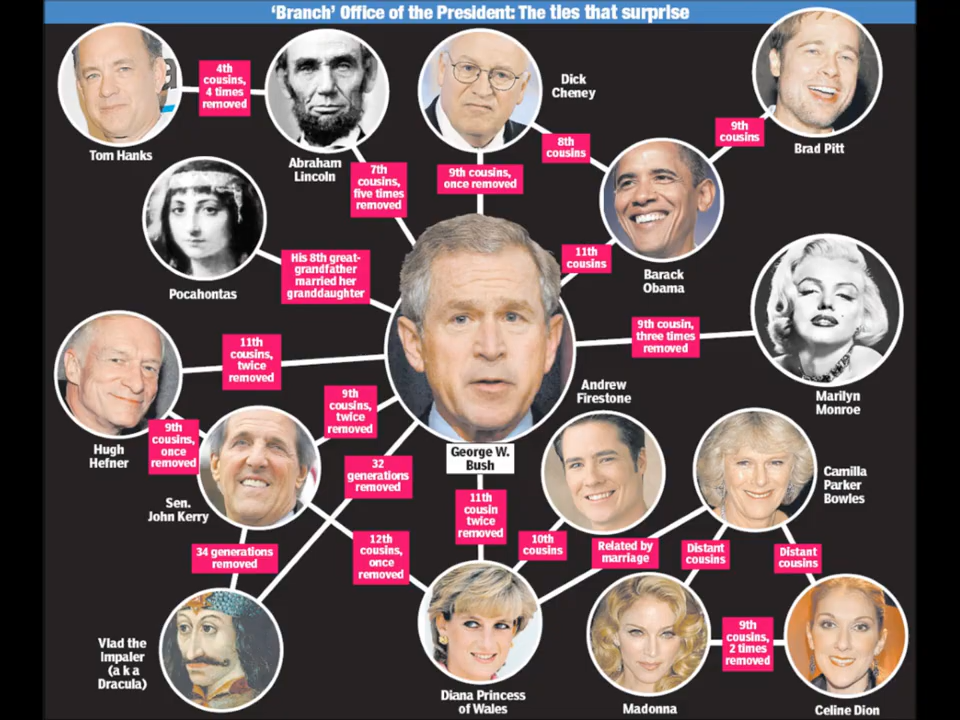 ‘Branch’ Office of the President: The ties that surprise
4th
cousins,
4 times
removed
Tom Hanks
Abraham
Lincoln
Dick
Cheney
8th
cousins
9th
cousins
Brad Pitt
7th
cousins,
five times
removed
9th cousins,
once removed
Pocahontas
His 8th great-
grandfather
married her
granddaughter
11th
cousins
Barack
Obama
11th
cousins,
twice
removed
9th cousin,
three times
removed
Marilyn
Monroe
Hugh
Hefner
9th
cousins,
once
removed
9th
cousins,
twice
removed
Andrew
Firestone
George W.
Bush
Sen.
John Kerry
32
generations
removed
Camilla
Parker
Bowles
34 generations
removed
12th
cousins,
once
removed
11th
cousin
twice
removed
10th
cousins
Related by
marriage
Distant
cousins
Distant
cousins
Vlad the
Impaler
(a k a
Dracula)
Diana Princess
of Wales
Madonna
9th
cousins,
2 times
removed
Celine Dion